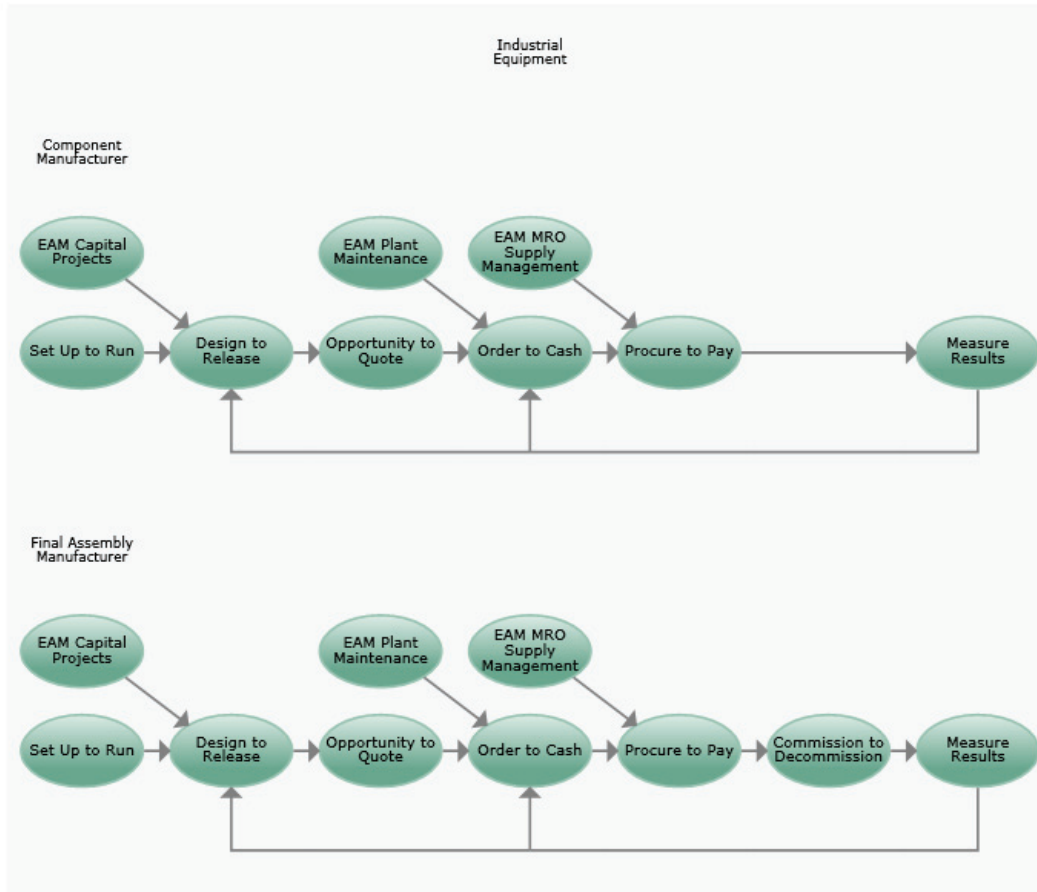 Industrial
Equipment
Component
Manufacturer
EAM Capital
Projects
EAM Plant
Maintenance
EAM MRO
Supply
Management
Set Up to Run
Design to
Release
Opportunity to
Quote
Order to Cash
Procure to Pay
Measure
Results
Final Assembly
Manufacturer
EAM Capital
Projects
EAM Plant
Maintenance
EAM MRO
Supply
Management
Set Up to Run
Design to
Release
Opportunity to
Quote
Order to Cash
Procure to Pay
Commission to
Decommission
Measure
Results